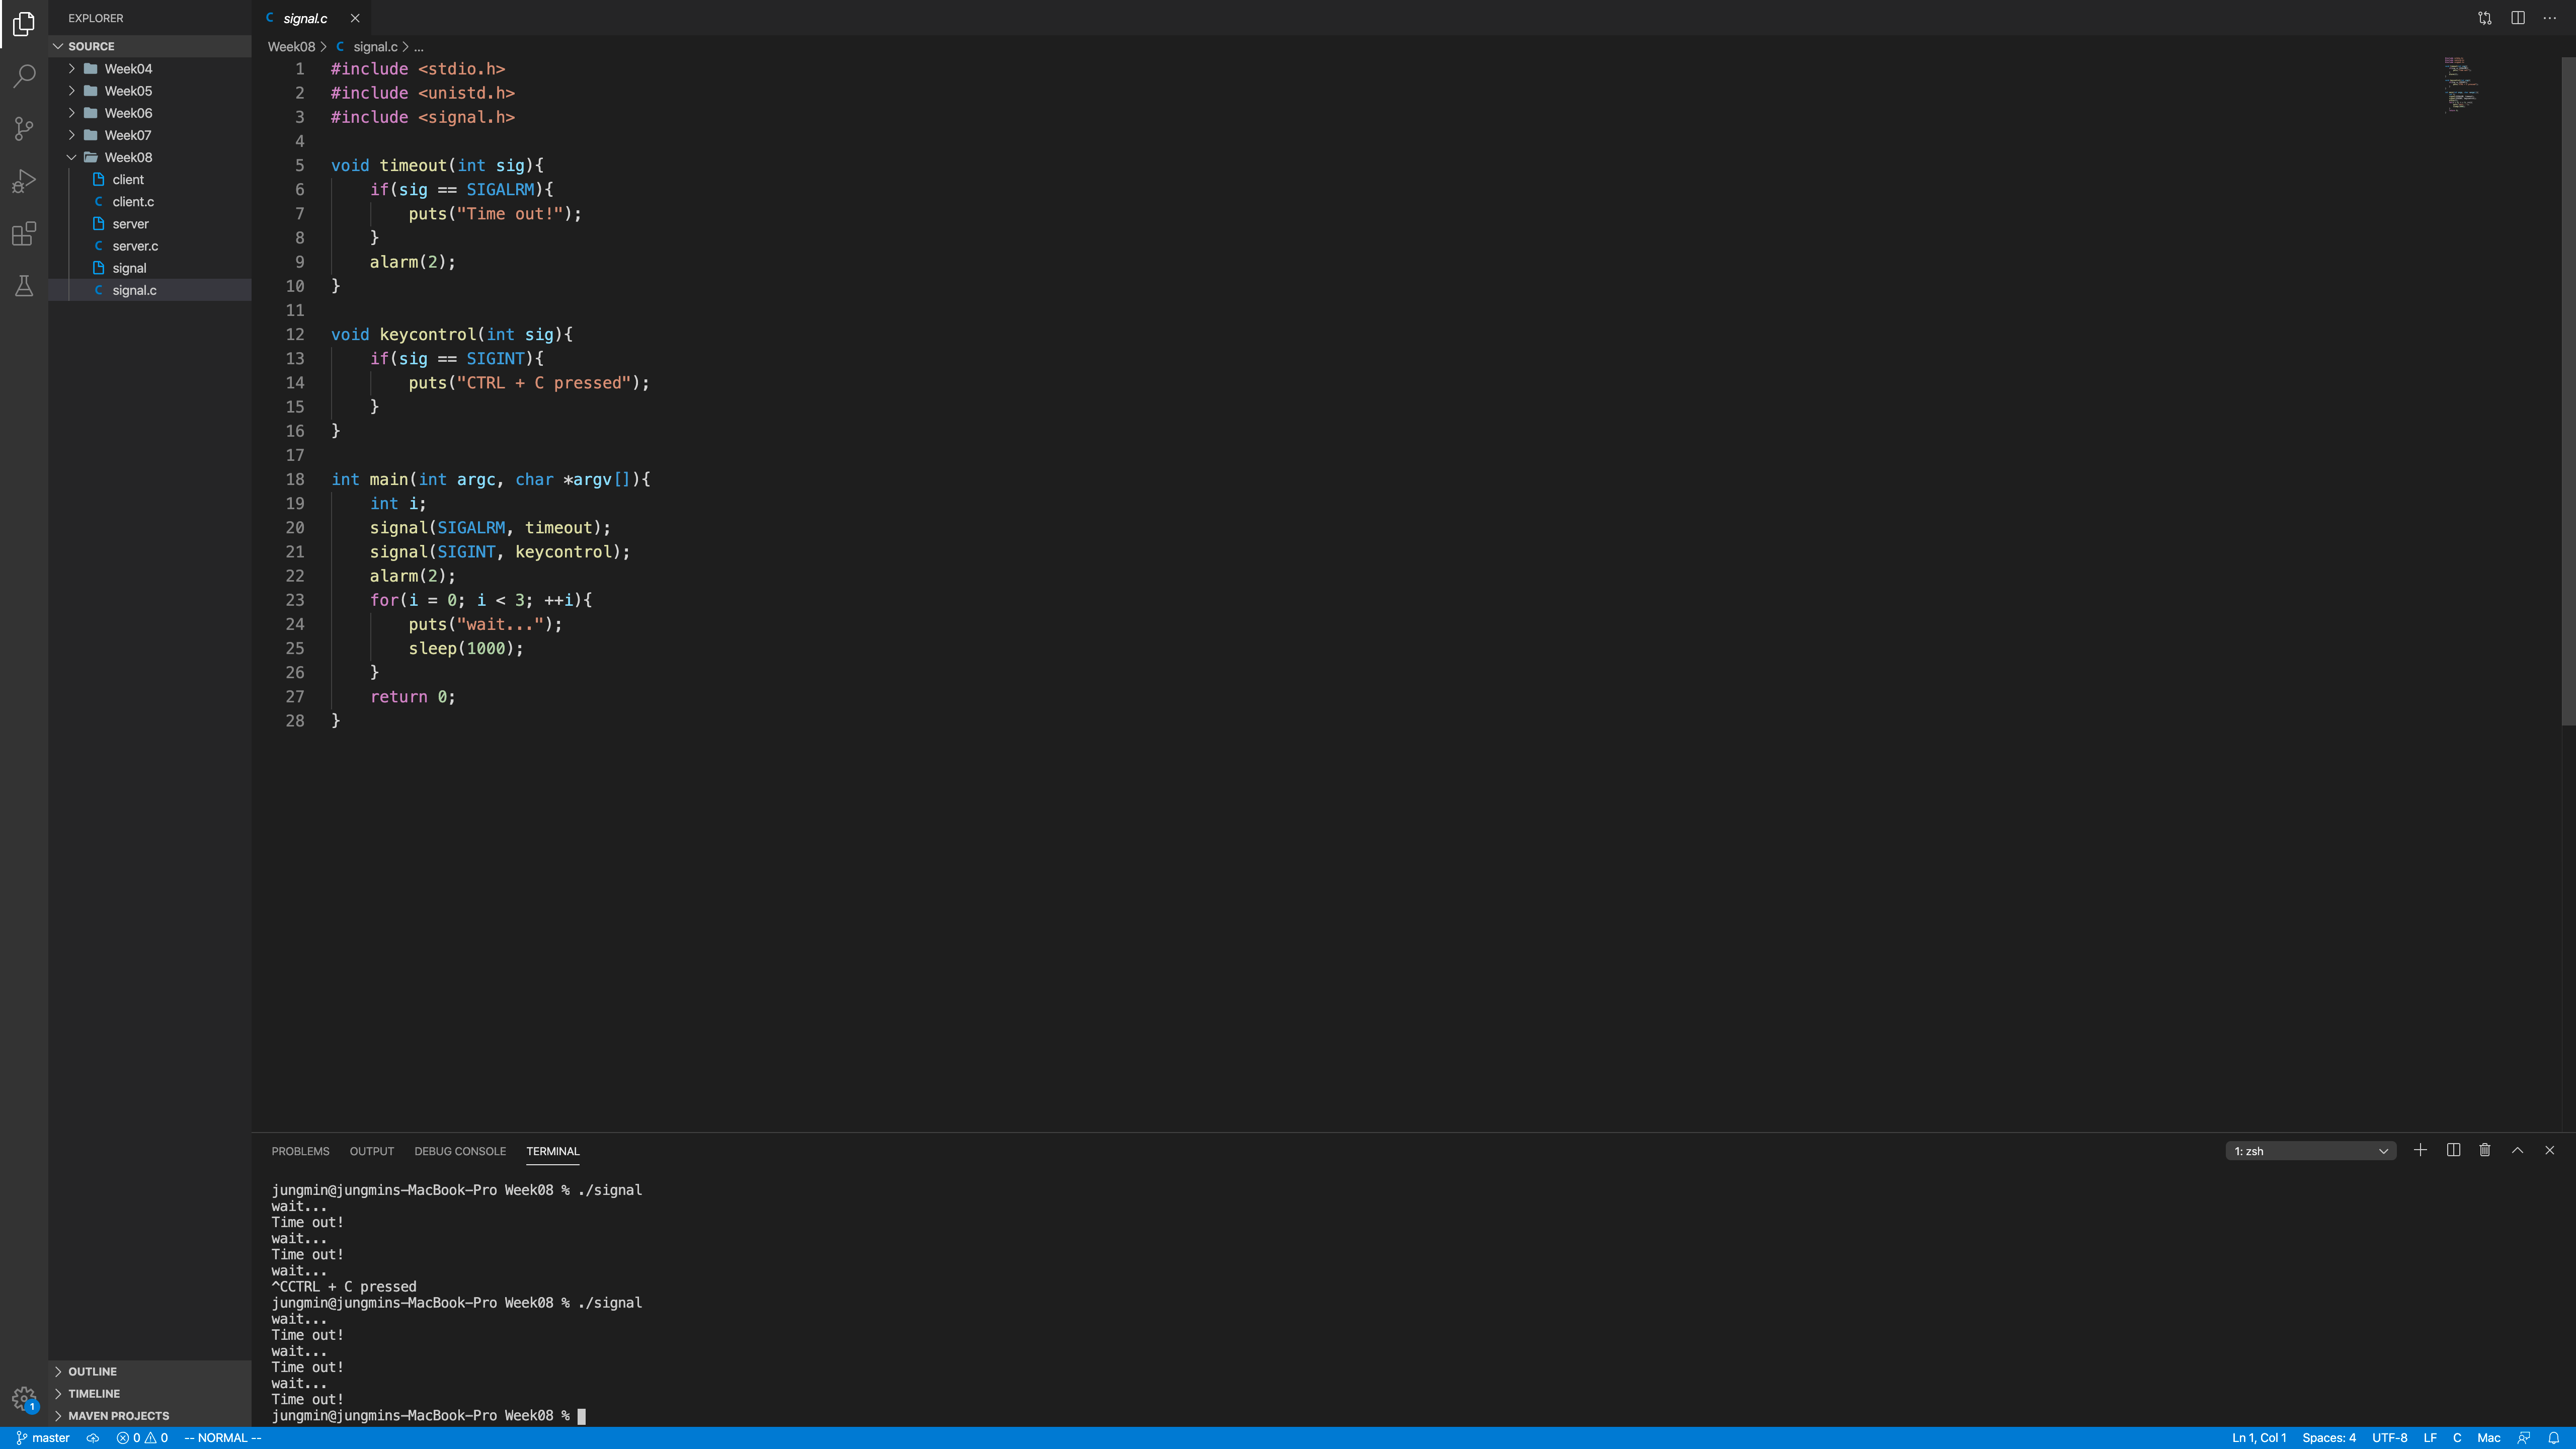 EXPLORER
SOURCE
Week04
Week05
Week06
Week07
Week08
client
client.c
server
server.c
signal
signal.c
OUTLINE
TIMELINE
MAVEN PROJECTS
1
signal.c
Week08 > signal.c > ...
1 #include <stdio.h>
2 #include <unistd.h>
3 #include <signal.h>
4
5 void timeout(int sig){
6     if(sig == SIGALRM){
7         puts("Time out!");
8     }
9     alarm(2);
10 }
11
12 void keycontrol(int sig){
13     if(sig == SIGINT){
14         puts("CTRL + C pressed");
15     }
16 }
17
18 int main(int argc, char *argv[]){
19     int i;
20     signal(SIGALRM, timeout);
21     signal(SIGINT, keycontrol);
22     alarm(2);
23     for(i = 0; i < 3; ++i){
24         puts("wait...");
25         sleep(1000);
26     }
27     return 0;
28 }
PROBLEMS OUTPUT DEBUG CONSOLE TERMINAL 1: zsh
jungmin@jungmins-MacBook-Pro Week08 % ./signal
wait...
Time out!
wait...
Time out!
wait...
^CCTRL + C pressed
jungmin@jungmins-MacBook-Pro Week08 % ./signal
wait...
Time out!
wait...
Time out!
wait...
Time out!
jungmin@jungmins-MacBook-Pro Week08 %
master 0 0 -- NORMAL -- Ln 1, Col 1 Spaces: 4 UTF-8 LF C Mac